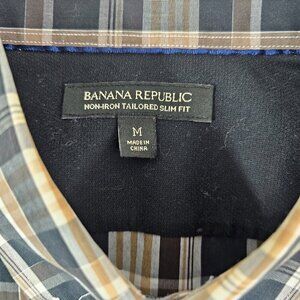 BANANA REPUBLIC
NON-IRON TAILORED SLIM FIT
M
MADE IN
CHINA